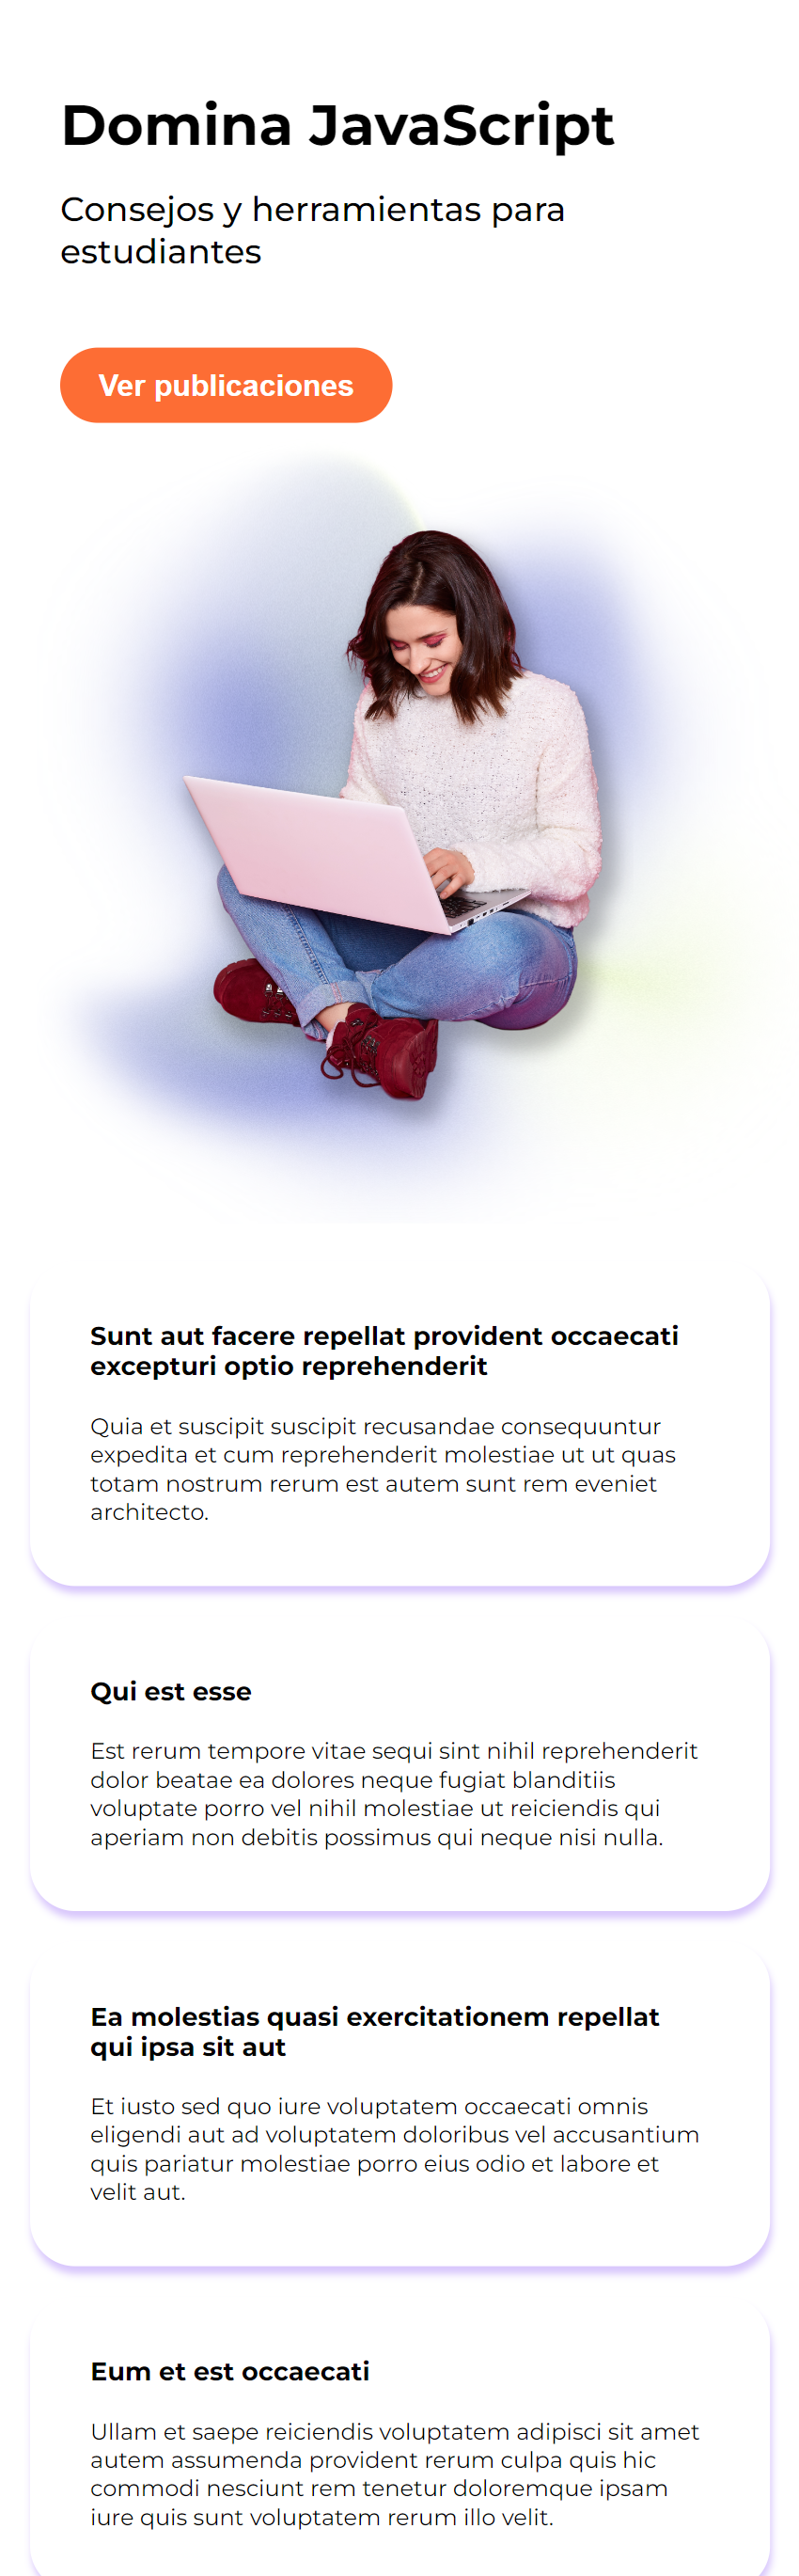 Domina JavaScript
Consejos y herramientas para
estudiantes
Ver publicaciones
Sunt aut facere repellat provident occaecati
excepturi optio reprehenderit
Quia et suscipit suscipit recusandae consequuntur
expedita et cum reprehenderit molestiae ut ut quas
totam nostrum rerum est autem sunt rem eveniet
architecto.
Qui est esse
Est rerum tempore vitae sequi sint nihil reprehenderit
dolor beatae ea dolores neque fugiat blanditiis
voluptate porro vel nihil molestiae ut reiciendis qui
aperiam non debitis possimus qui neque nisi nulla.
Ea molestias quasi exercitationem repellat
qui ipsa sit aut
Et iusto sed quo iure voluptatem occaecati omnis
eligendi aut ad voluptatem doloribus vel accusantium
quis pariatur molestiae porro eius odio et labore et
velit aut.
Eum et est occaecati
Ullam et saepe reiciendis voluptatem adipisci sit amet
autem assumenda provident rerum culpa quis hic
commodi nesciunt rem tenetur doloremque ipsam
iure quis sunt voluptatem rerum illo velit.